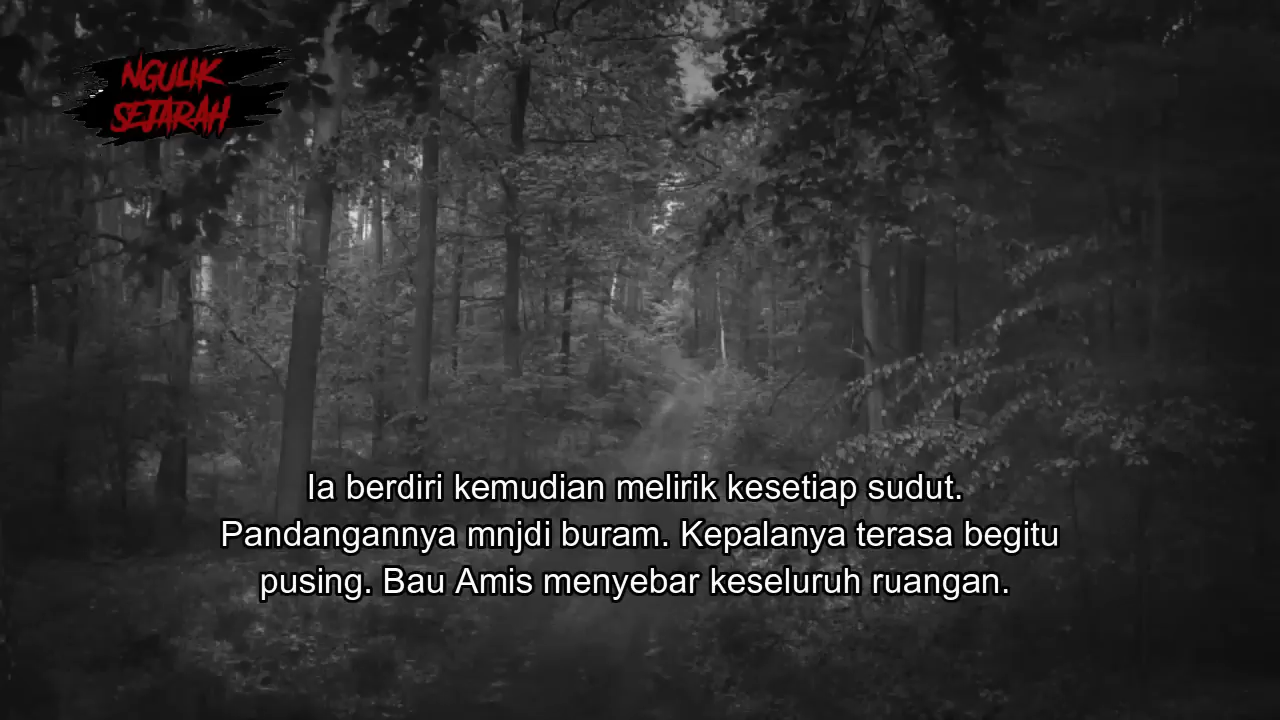 NGULIK
SEJARAH
Ia berdiri kemudian melirik kesetiap sudut.
Pandangannya mnjdi buram. Kepalanya terasa begitu
pusing. Bau Amis menyebar keseluruh ruangan.